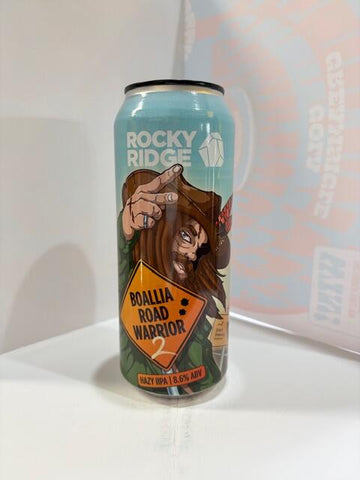 ROCKY
RIDGE
BOALLIA
ROAD
WARRIOR
2
HAZY IIPA | 8.6% ABV